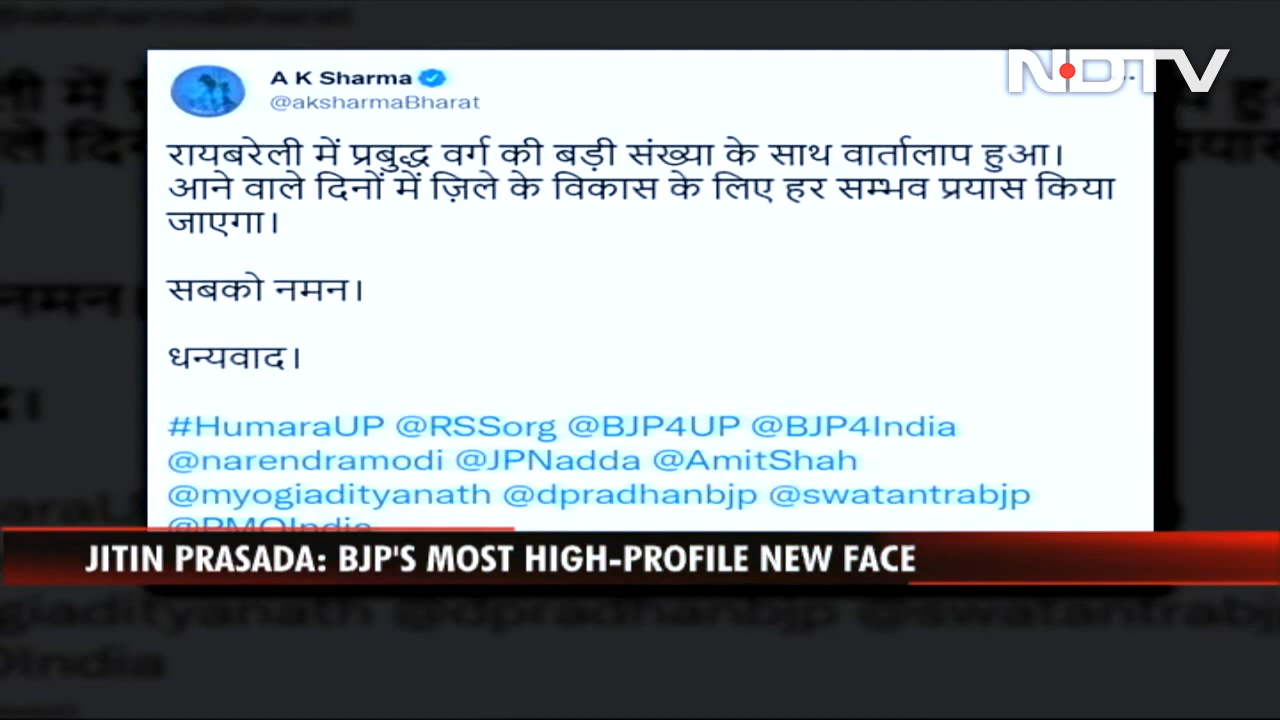 NDTV
A K Sharma
@aksharmaBharat
रायबरेली में प्रबुद्ध वर्ग की बड़ी संख्या के साथ वार्तालाप हुआ।
आने वाले दिनों में ज़िले के विकास के लिए हर सम्भव प्रयास किया
जाएगा।
सबको नमन।
धन्यवाद।
#HumaraUP @RSSorg @BJP4UP @BJP4India
@narendramodi @JPNadda @AmitShah
@myogiadityanath @dpradhanbjp @swatantrabjp
@PMOIndia
JITIN PRASADA: BJP'S MOST HIGH-PROFILE NEW FACE